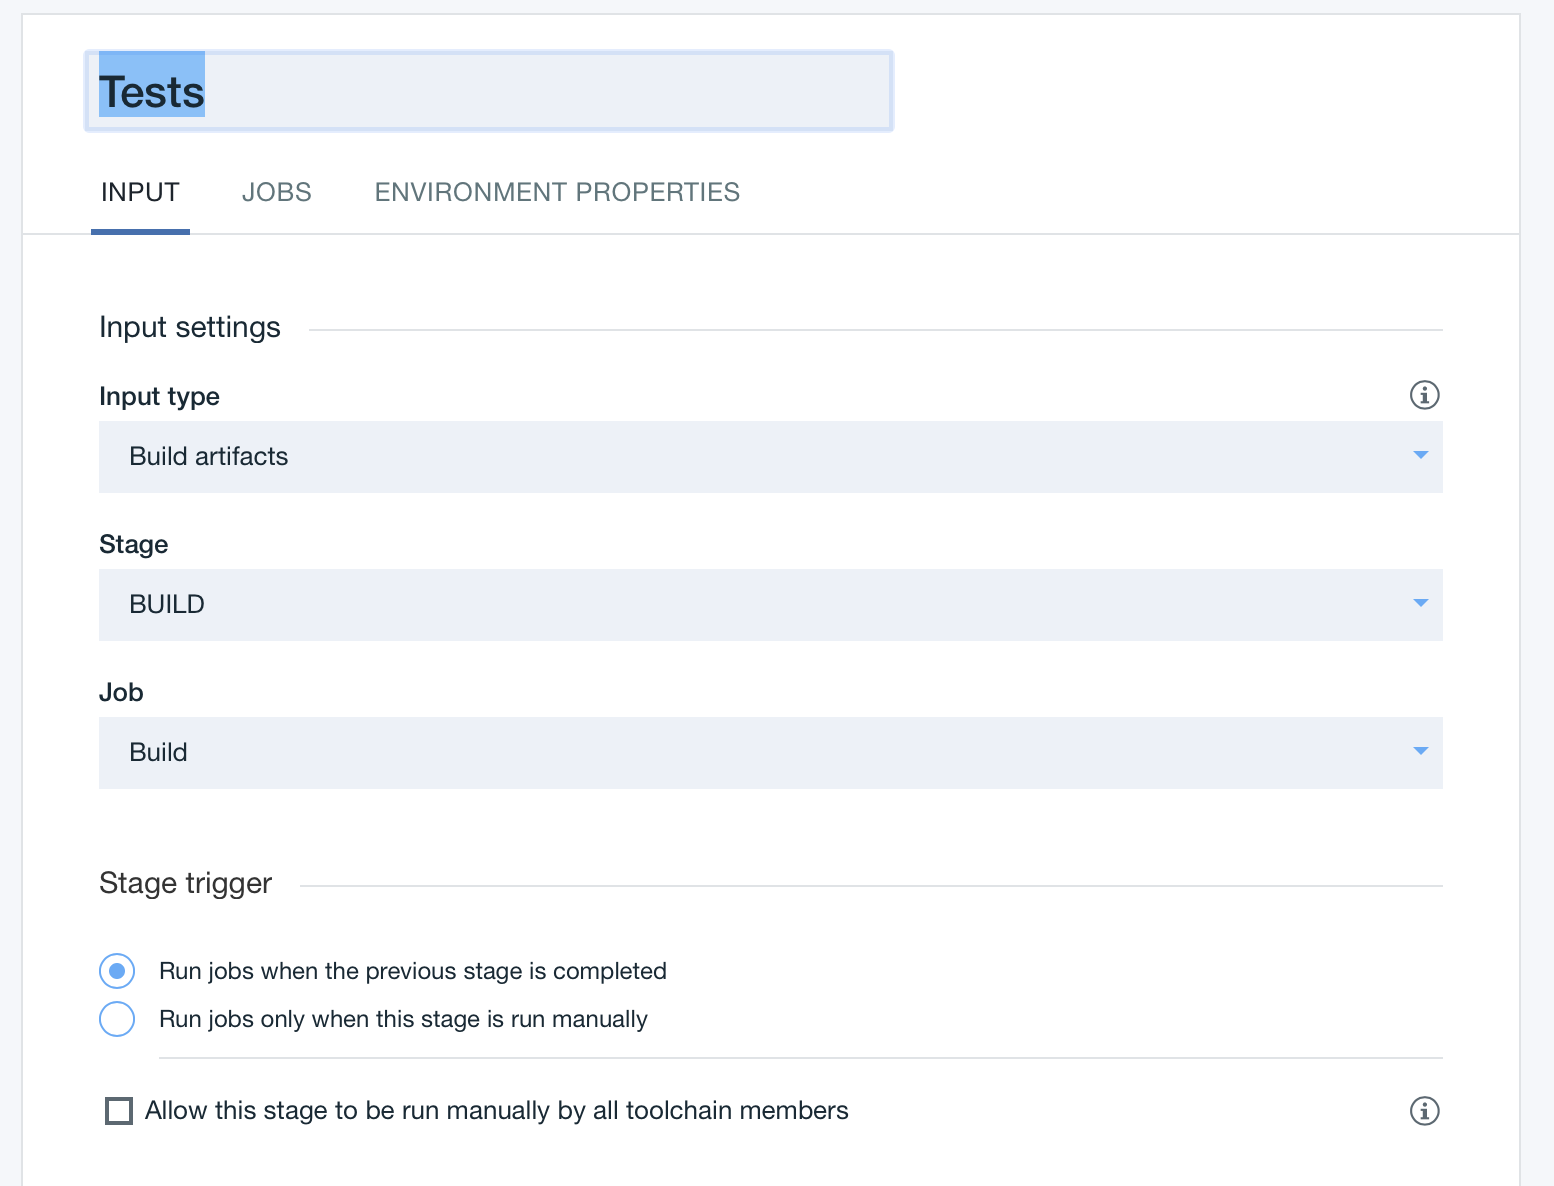 Tests
INPUT JOBS ENVIRONMENT PROPERTIES
Input settings
Input type
Build artifacts
Stage
BUILD
Job
Build
Stage trigger
Run jobs when the previous stage is completed
Run jobs only when this stage is run manually
Allow this stage to be run manually by all toolchain members